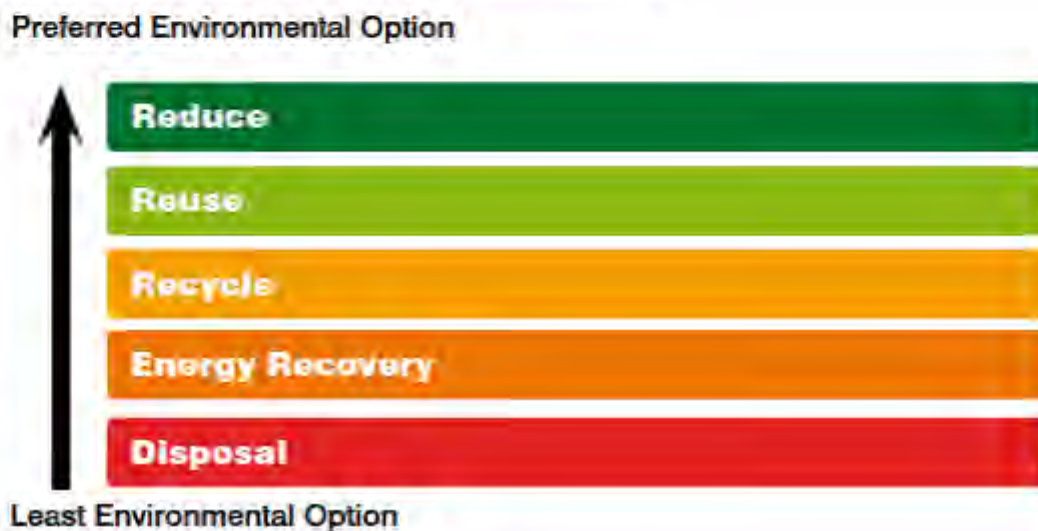 Preferred Environmental Option
Reduce
Reuse
Recycle
Energy Recovery
Disposal
Least Environmental Option